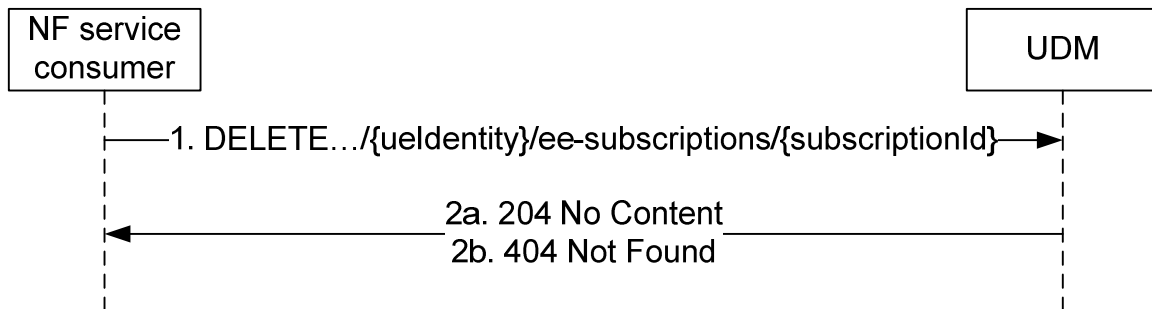 NF service
consumer
UDM
1. DELETE…/{ueIdentity}/ee-subscriptions/{subscriptionId}
2a. 204 No Content
2b. 404 Not Found